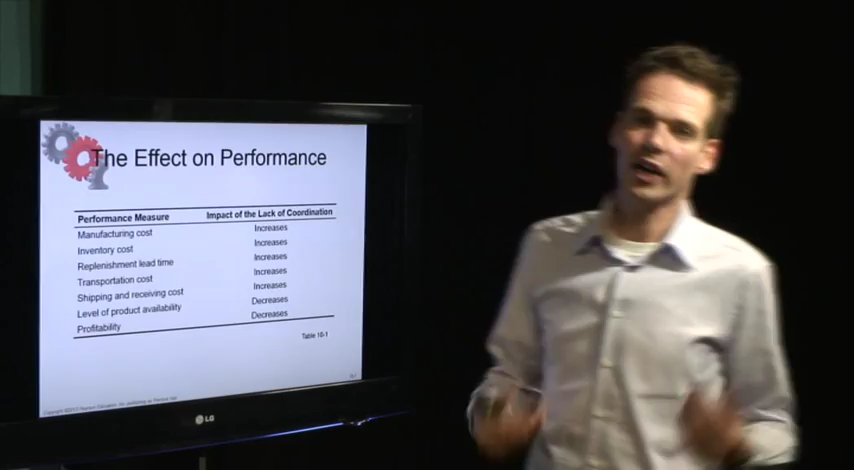 The Effect on Performance
Performance Measure Impact of the Lack of Coordination
Manufacturing cost Increases
Inventory cost Increases
Replenishment lead time Increases
Transportation cost Increases
Shipping and receiving cost Increases
Level of product availability Decreases
Profitability Decreases
Table 10-1
LG